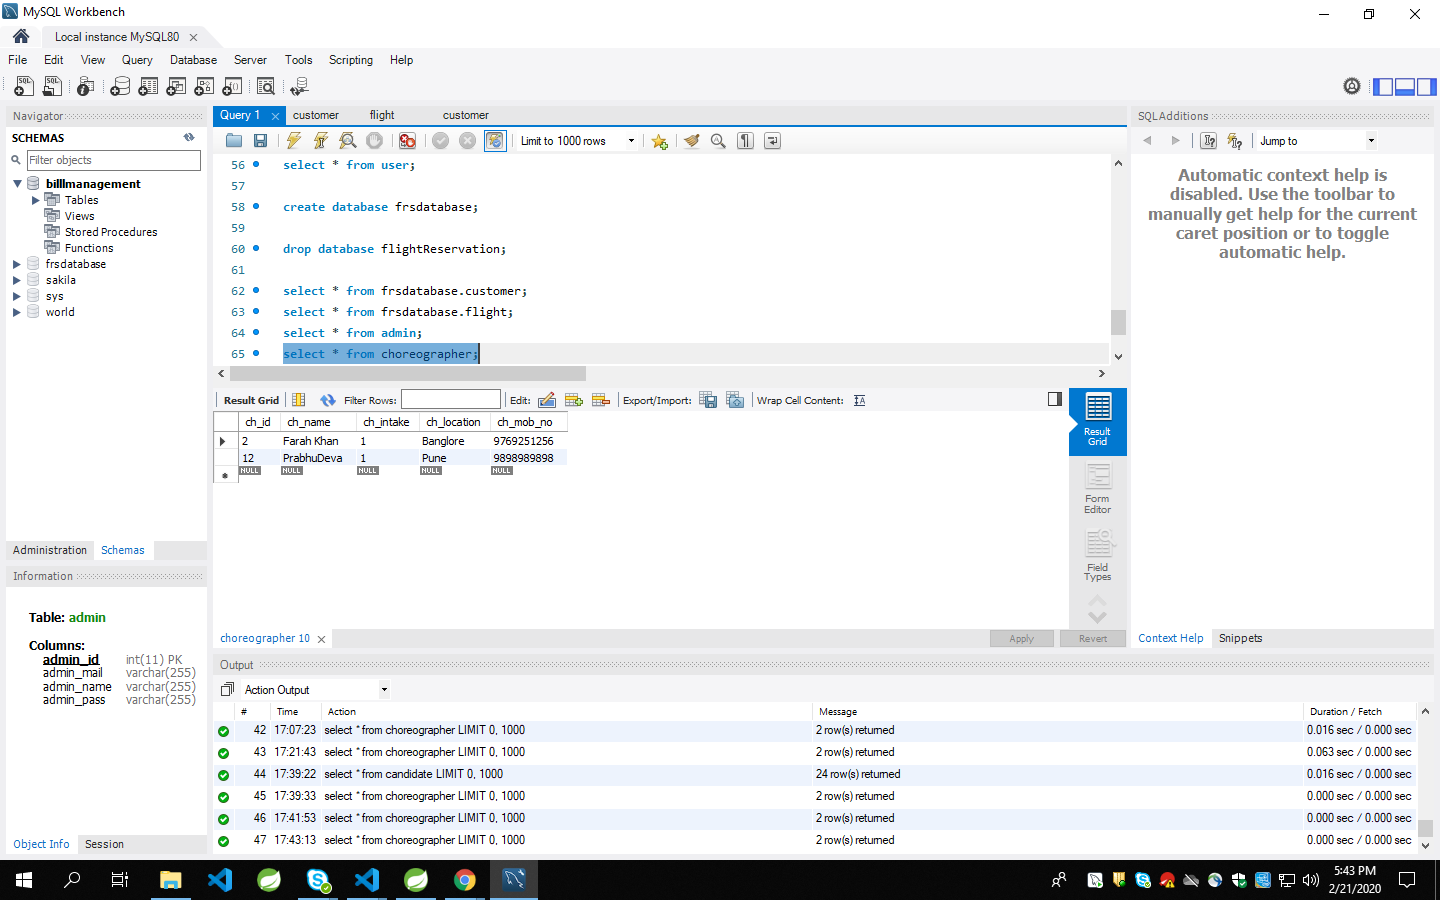 MySQL Workbench
Local instance MySQL80
File Edit View Query Database Server Tools Scripting Help
Navigator
SCHEMAS
Filter objects
billlmanagement
Tables
Views
Stored Procedures
Functions
frsdatabase
sakila
sys
world
Administration Schemas
Information
Table: admin
Columns:
admin_id int(11) PK
admin_mail varchar(255)
admin_name varchar(255)
admin_pass varchar(255)
Object Info Session
Query 1 customer flight customer
Limit to 1000 rows
56 select * from user;
57
58 create database frsdatabase;
59
60 drop database flightReservation;
61
62 select * from frsdatabase.customer;
63 select * from frsdatabase.flight;
64 select * from admin;
65 select * from choreographer;
Result Grid Filter Rows: Edit: Export/Import: Wrap Cell Content:
ch_id ch_name ch_intake ch_location ch_mob_no
2 Farah Khan 1 Banglore 9769251256
12 PrabhuDeva 1 Pune 9898989898
NULL NULL NULL NULL NULL
Result Grid
Form Editor
Field Types
choreographer 10
Apply Revert
SQLAdditions
Jump to
Automatic context help is
disabled. Use the toolbar to
manually get help for the current
caret position or to toggle
automatic help.
Context Help Snippets
Output
Action Output
# Time Action Message Duration / Fetch
42 17:07:23 select * from choreographer LIMIT 0, 1000 2 row(s) returned 0.016 sec / 0.000 sec
43 17:21:43 select * from choreographer LIMIT 0, 1000 2 row(s) returned 0.063 sec / 0.000 sec
44 17:39:22 select * from candidate LIMIT 0, 1000 24 row(s) returned 0.016 sec / 0.000 sec
45 17:39:33 select * from choreographer LIMIT 0, 1000 2 row(s) returned 0.000 sec / 0.000 sec
46 17:41:53 select * from choreographer LIMIT 0, 1000 2 row(s) returned 0.000 sec / 0.000 sec
47 17:43:13 select * from choreographer LIMIT 0, 1000 2 row(s) returned 0.000 sec / 0.000 sec
5:43 PM
2/21/2020